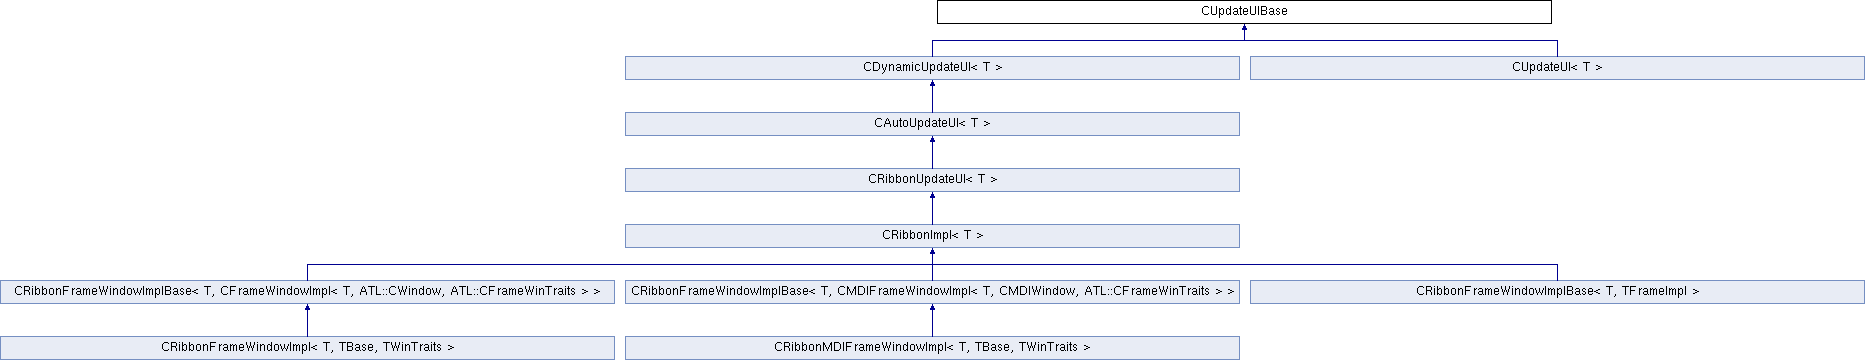 CUpdateUIBase
CDynamicUpdateUI< T >
CUpdateUI< T >
CAutoUpdateUI< T >
CRibbonUpdateUI< T >
CRibbonImpl< T >
CRibbonFrameWindowImplBase< T, CFrameWindowImpl< T, ATL::CWindow, ATL::CFrameWinTraits > >
CRibbonFrameWindowImplBase< T, CMDIFrameWindowImpl< T, CMDIWindow, ATL::CFrameWinTraits > >
CRibbonFrameWindowImplBase< T, TFrameImpl >
CRibbonFrameWindowImpl< T, TBase, TWinTraits >
CRibbonMDIFrameWindowImpl< T, TBase, TWinTraits >